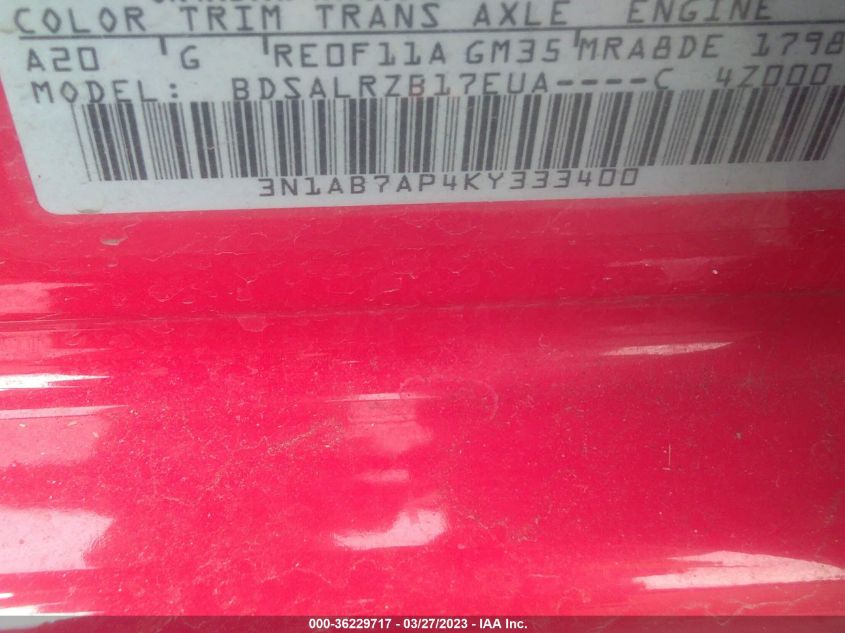 COLOR TRIM TRANS AXLE ENGINE
A20 G RE0F11A GM35 MRA8DE 1798
MODEL: BDSALRZB17EUA----C 4Z000
3N1AB7AP4KY333400
000-36229717 - 03/27/2023 - IAA Inc.